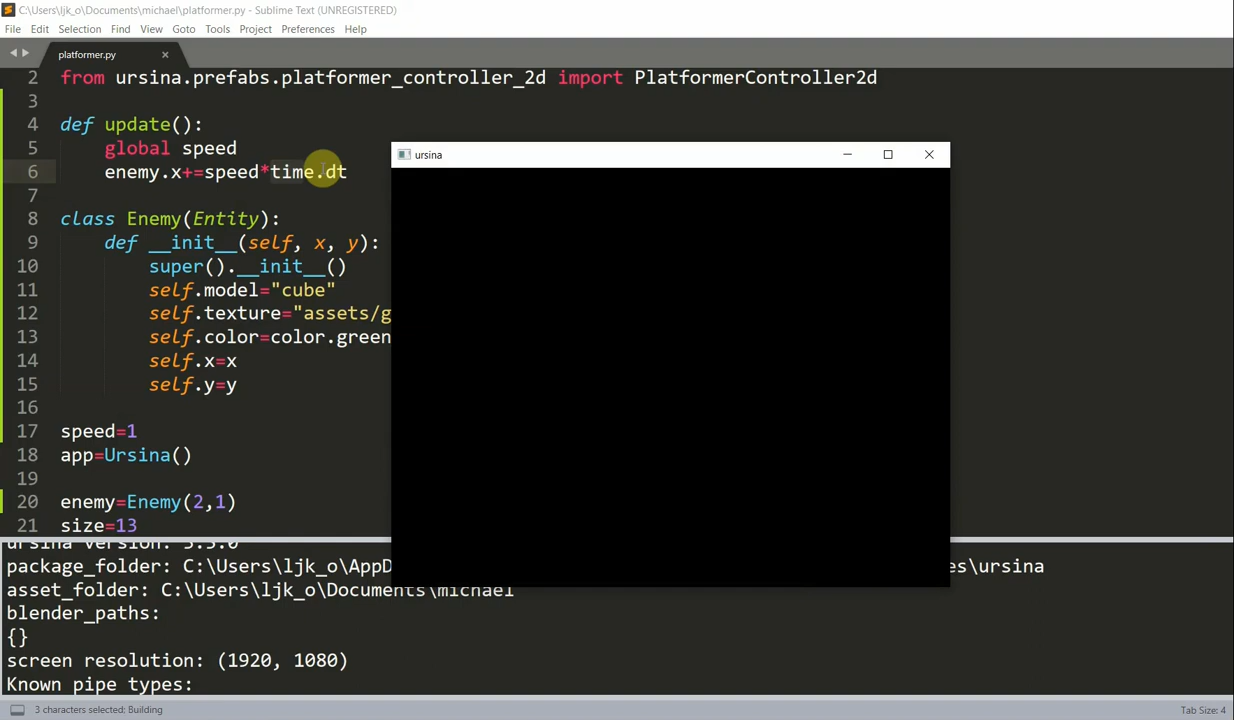 C:\Users\ljk_o\Documents\michael\platformer.py - Sublime Text (UNREGISTERED)
File Edit Selection Find View Goto Tools Project Preferences Help
platformer.py
2 from ursina.prefabs.platformer_controller_2d import PlatformerController2d
3
4 def update():
5 global speed
6 enemy.x+=speed*time.dt
7
8 class Enemy(Entity):
9 def __init__(self, x, y):
10 super().__init__()
11 self.model="cube"
12 self.texture="assets/g
13 self.color=color.green
14 self.x=x
15 self.y=y
16
17 speed=1
18 app=Ursina()
19
20 enemy=Enemy(2,1)
21 size=13
ursina
package_folder: C:\Users\ljk_o\AppD es\ursina
asset_folder: C:\Users\ljk_o\Documents\michael
blender_paths:
{}
screen resolution: (1920, 1080)
Known pipe types:
3 characters selected: Building
Tab Size: 4